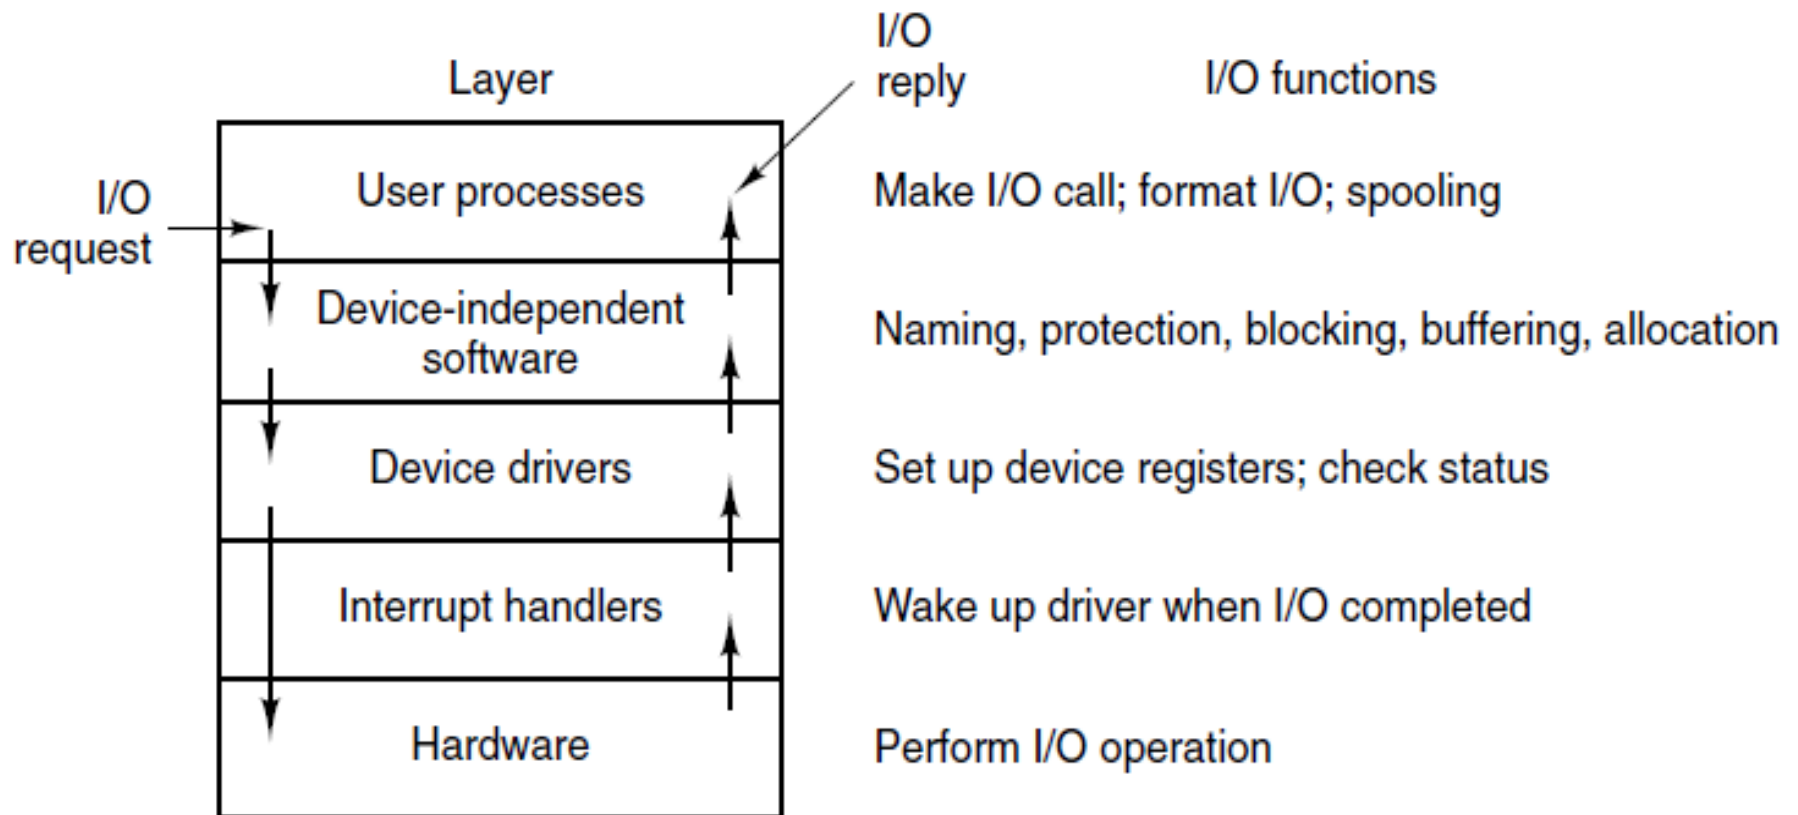 Layer
I/O
reply
I/O functions
I/O
request
User processes
Make I/O call; format I/O; spooling
Device-independent
software
Naming, protection, blocking, buffering, allocation
Device drivers
Set up device registers; check status
Interrupt handlers
Wake up driver when I/O completed
Hardware
Perform I/O operation